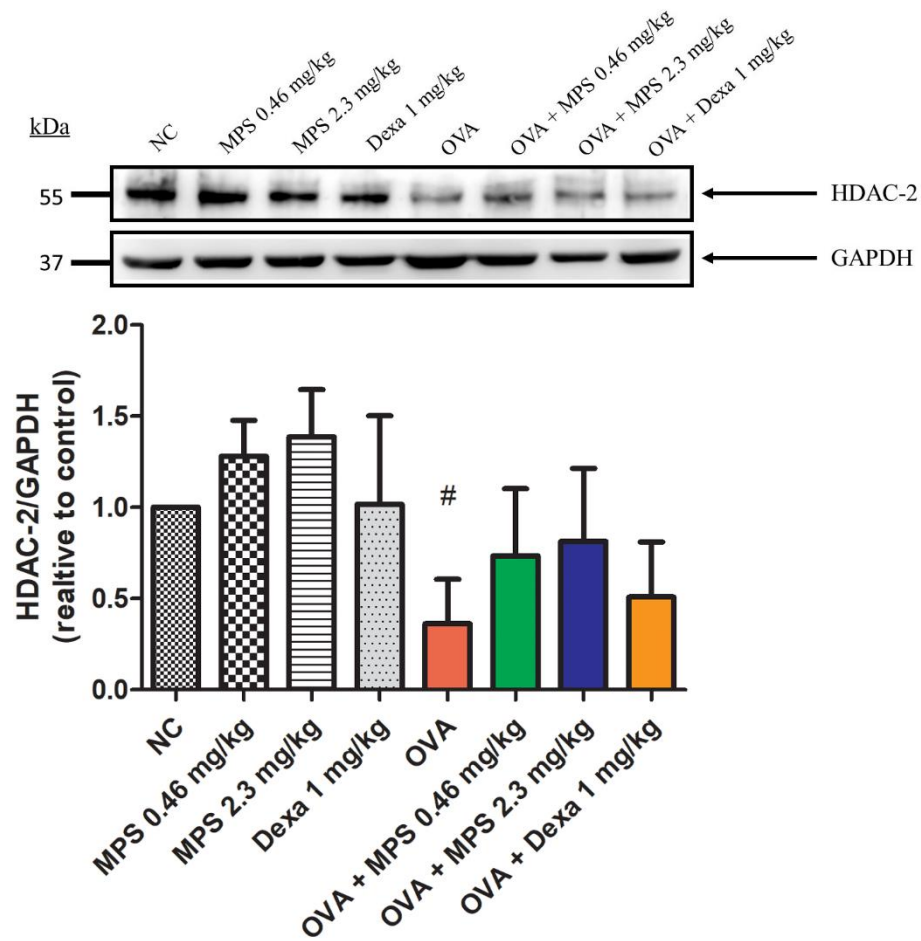 kDa
NC
MPS 0.46 mg/kg
MPS 2.3 mg/kg
Dexa 1 mg/kg
OVA
OVA + MPS 0.46 mg/kg
OVA + MPS 2.3 mg/kg
OVA + Dexa 1 mg/kg
55
HDAC-2
37
GAPDH
HDAC-2/GAPDH
(realtive to control)
2.0
1.5
1.0
0.5
0.0
#
NC
MPS 0.46 mg/kg
MPS 2.3 mg/kg
Dexa 1 mg/kg
OVA
OVA + MPS 0.46 mg/kg
OVA + MPS 2.3 mg/kg
OVA + Dexa 1 mg/kg